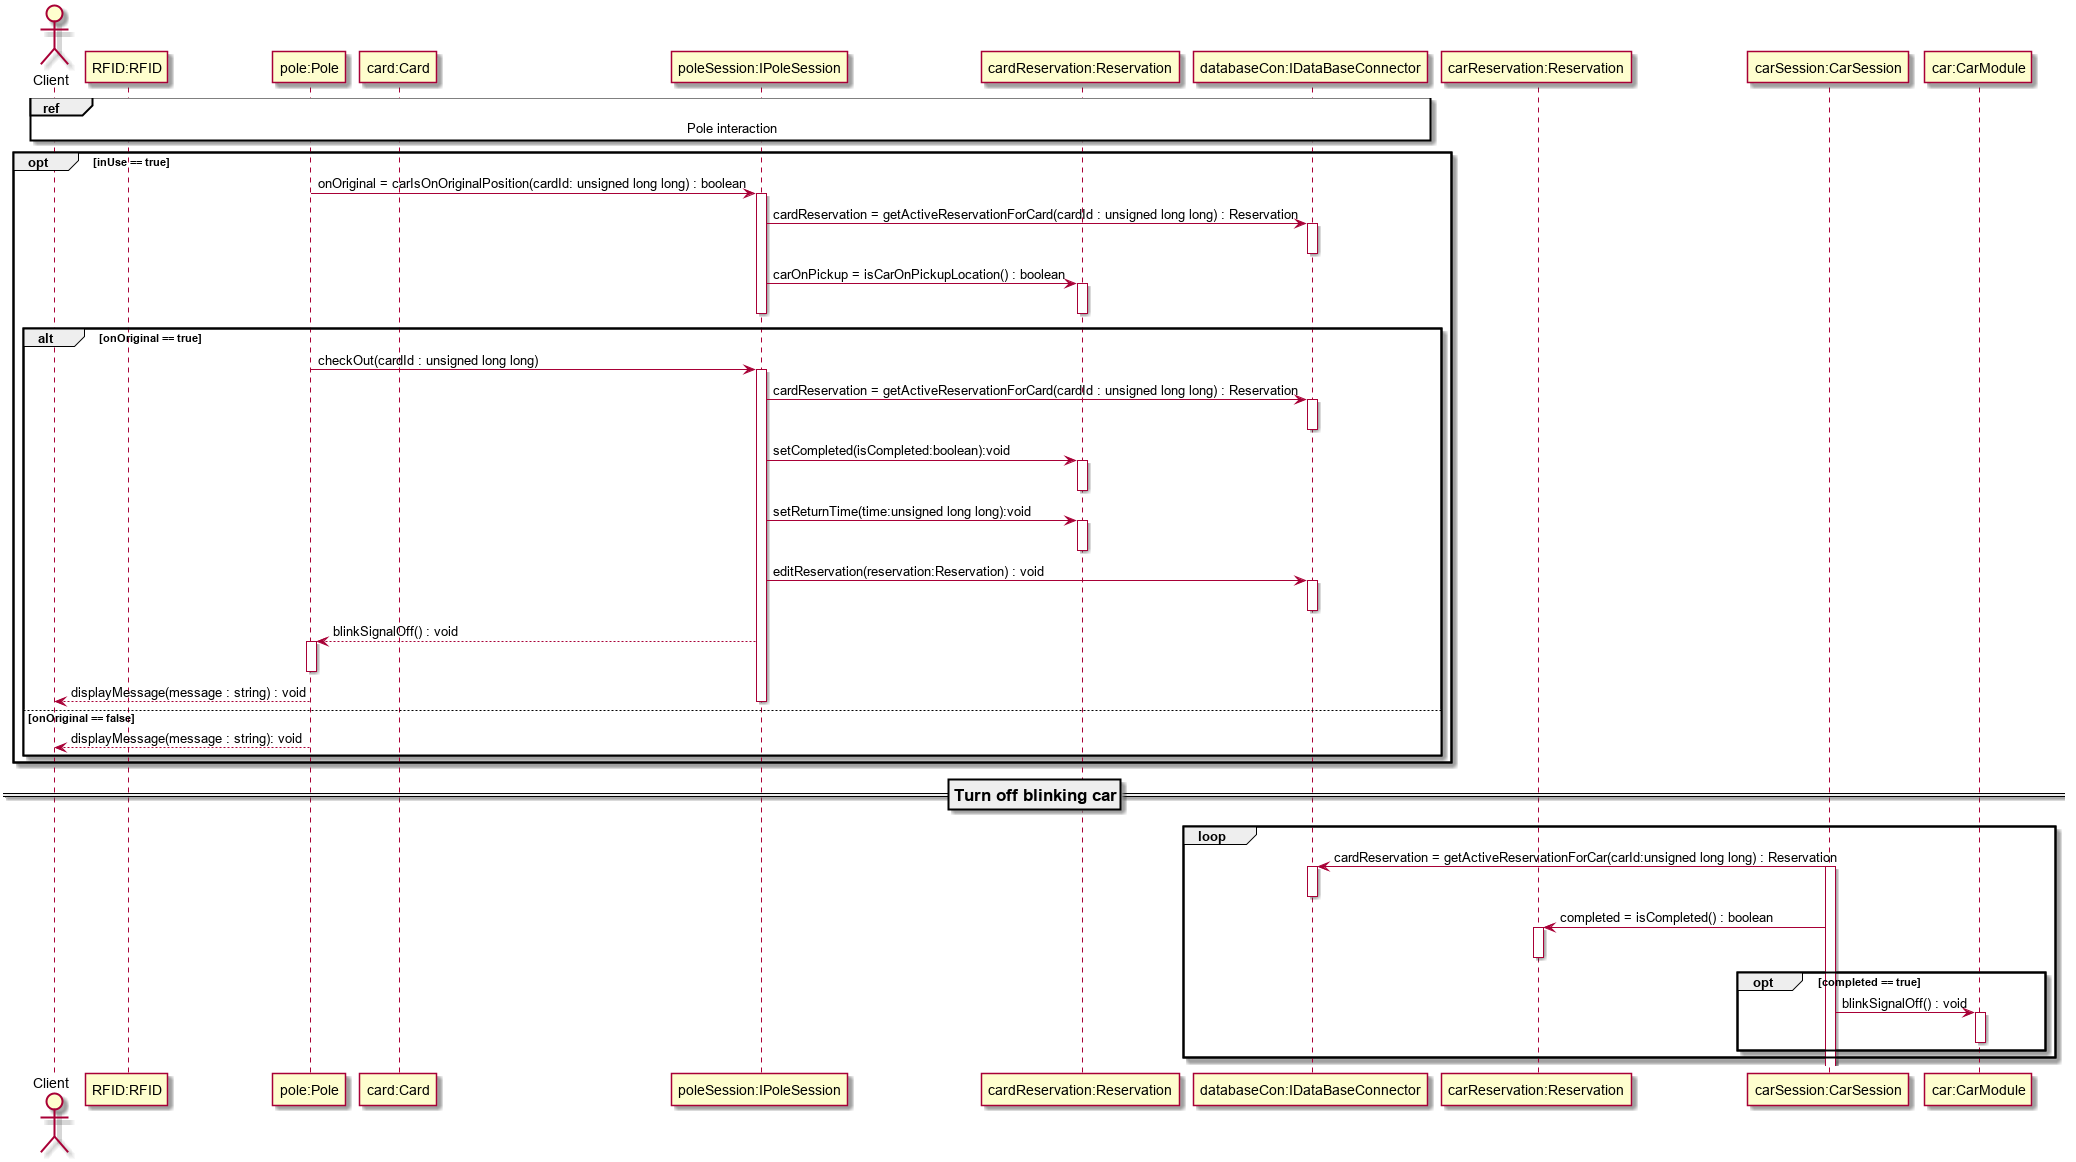 Client
RFID:RFID
pole:Pole
card:Card
poleSession:IPoleSession
cardReservation:Reservation
databaseCon:IDataBaseConnector
carReservation:Reservation
carSession:CarSession
car:CarModule
ref
Pole interaction
opt
[inUse == true]
onOriginal = carIsOnOriginalPosition(cardId: unsigned long long) : boolean
cardReservation = getActiveReservationForCard(cardId : unsigned long long) : Reservation
carOnPickup = isCarOnPickupLocation() : boolean
alt
[onOriginal == true]
checkOut(cardId : unsigned long long)
cardReservation = getActiveReservationForCard(cardId : unsigned long long) : Reservation
setCompleted(isCompleted:boolean):void
setReturnTime(time:unsigned long long):void
editReservation(reservation:Reservation) : void
blinkSignalOff() : void
displayMessage(message : string) : void
[onOriginal == false]
displayMessage(message : string): void
Turn off blinking car
loop
cardReservation = getActiveReservationForCar(carId:unsigned long long) : Reservation
completed = isCompleted() : boolean
opt
[completed == true]
blinkSignalOff() : void
Client
RFID:RFID
pole:Pole
card:Card
poleSession:IPoleSession
cardReservation:Reservation
databaseCon:IDataBaseConnector
carReservation:Reservation
carSession:CarSession
car:CarModule